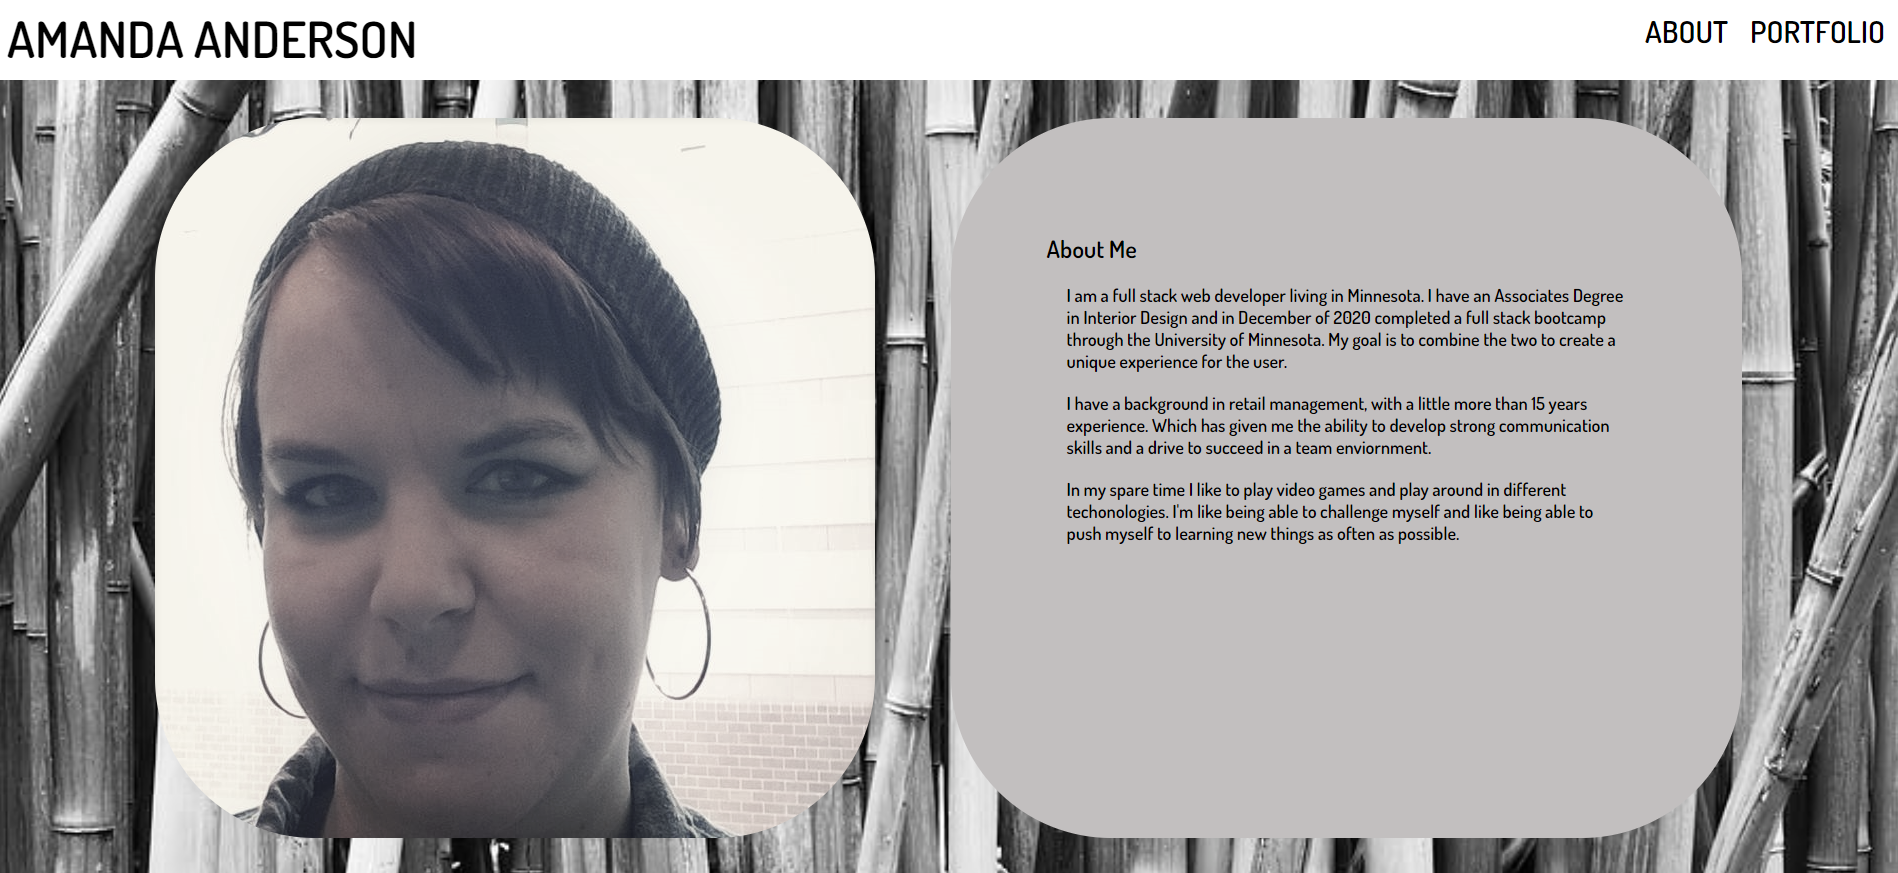 AMANDA ANDERSON
ABOUT PORTFOLIO
About Me
I am a full stack web developer living in Minnesota. I have an Associates Degree
in Interior Design and in December of 2020 completed a full stack bootcamp
through the University of Minnesota. My goal is to combine the two to create a
unique experience for the user.
I have a background in retail management, with a little more than 15 years
experience. Which has given me the ability to develop strong communication
skills and a drive to succeed in a team enviornment.
In my spare time I like to play video games and play around in different
techonologies. I'm like being able to challenge myself and like being able to
push myself to learning new things as often as possible.